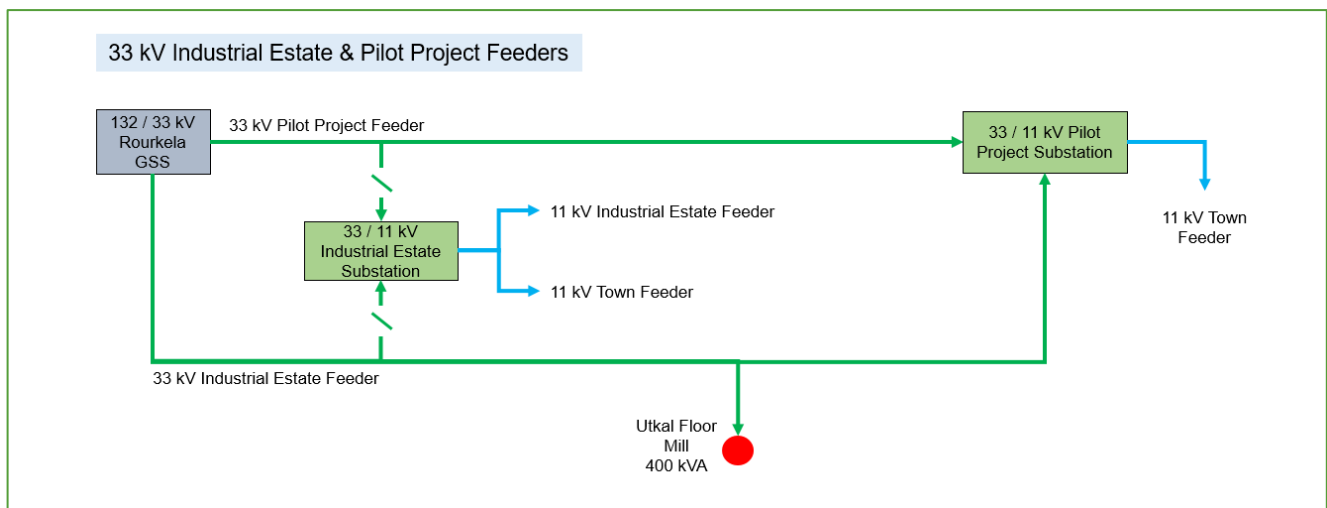 33 kV Industrial Estate & Pilot Project Feeders
132 / 33 kV
Rourkela
GSS
33 kV Pilot Project Feeder
33 / 11 kV Pilot
Project Substation
33 / 11 kV
Industrial Estate
Substation
11 kV Industrial Estate Feeder
11 kV Town Feeder
11 kV Town
Feeder
33 kV Industrial Estate Feeder
Utkal Floor
Mill
400 kVA